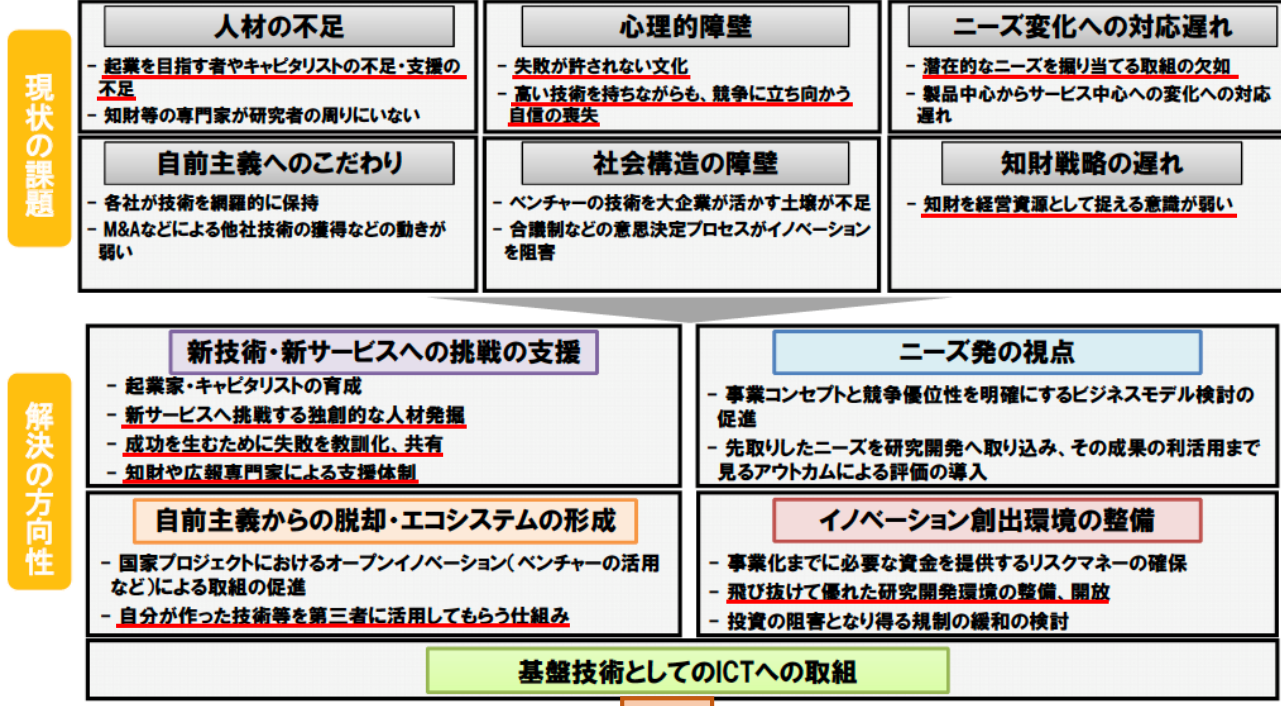 現状の課題
人材の不足
- 起業を目指す者やキャピタリストの不足・支援の
不足
- 知財等の専門家が研究者の周りにいない
心理的障壁
- 失敗が許されない文化
- 高い技術を持ちながらも、競争に立ち向かう
自信の喪失
ニーズ変化への対応遅れ
- 潜在的なニーズを掘り当てる取組の欠如
- 製品中心からサービス中心への変化への対応
遅れ
自前主義へのこだわり
- 各社が技術を網羅的に保持
- M&Aなどによる他社技術の獲得などの動きが
弱い
社会構造の障壁
- ベンチャーの技術を大企業が活かす土壌が不足
- 合議制などの意思決定プロセスがイノベーション
を阻害
知財戦略の遅れ
- 知財を経営資源として捉える意識が弱い
解決の方向性
新技術・新サービスへの挑戦の支援
- 起業家・キャピタリストの育成
- 新サービスへ挑戦する独創的な人材発掘
- 成功を生むために失敗を教訓化、共有
- 知財や広報専門家による支援体制
ニーズ発の視点
- 事業コンセプトと競争優位性を明確にするビジネスモデル検討の
促進
- 先取りしたニーズを研究開発へ取り込み、その成果の利活用まで
見るアウトカムによる評価の導入
自前主義からの脱却・エコシステムの形成
- 国家プロジェクトにおけるオープンイノベーション(ベンチャーの活用
など)による取組の促進
- 自分が作った技術等を第三者に活用してもらう仕組み
イノベーション創出環境の整備
- 事業化までに必要な資金を提供するリスクマネーの確保
- 飛び抜けて優れた研究開発環境の整備、開放
- 投資の阻害となり得る規制の緩和の検討
基盤技術としてのICTへの取組